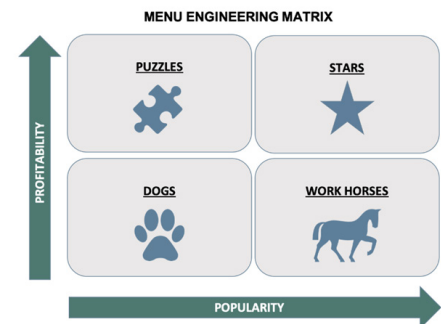 MENU ENGINEERING MATRIX
PUZZLES
STARS
PROFITABILITY
DOGS
WORK HORSES
POPULARITY